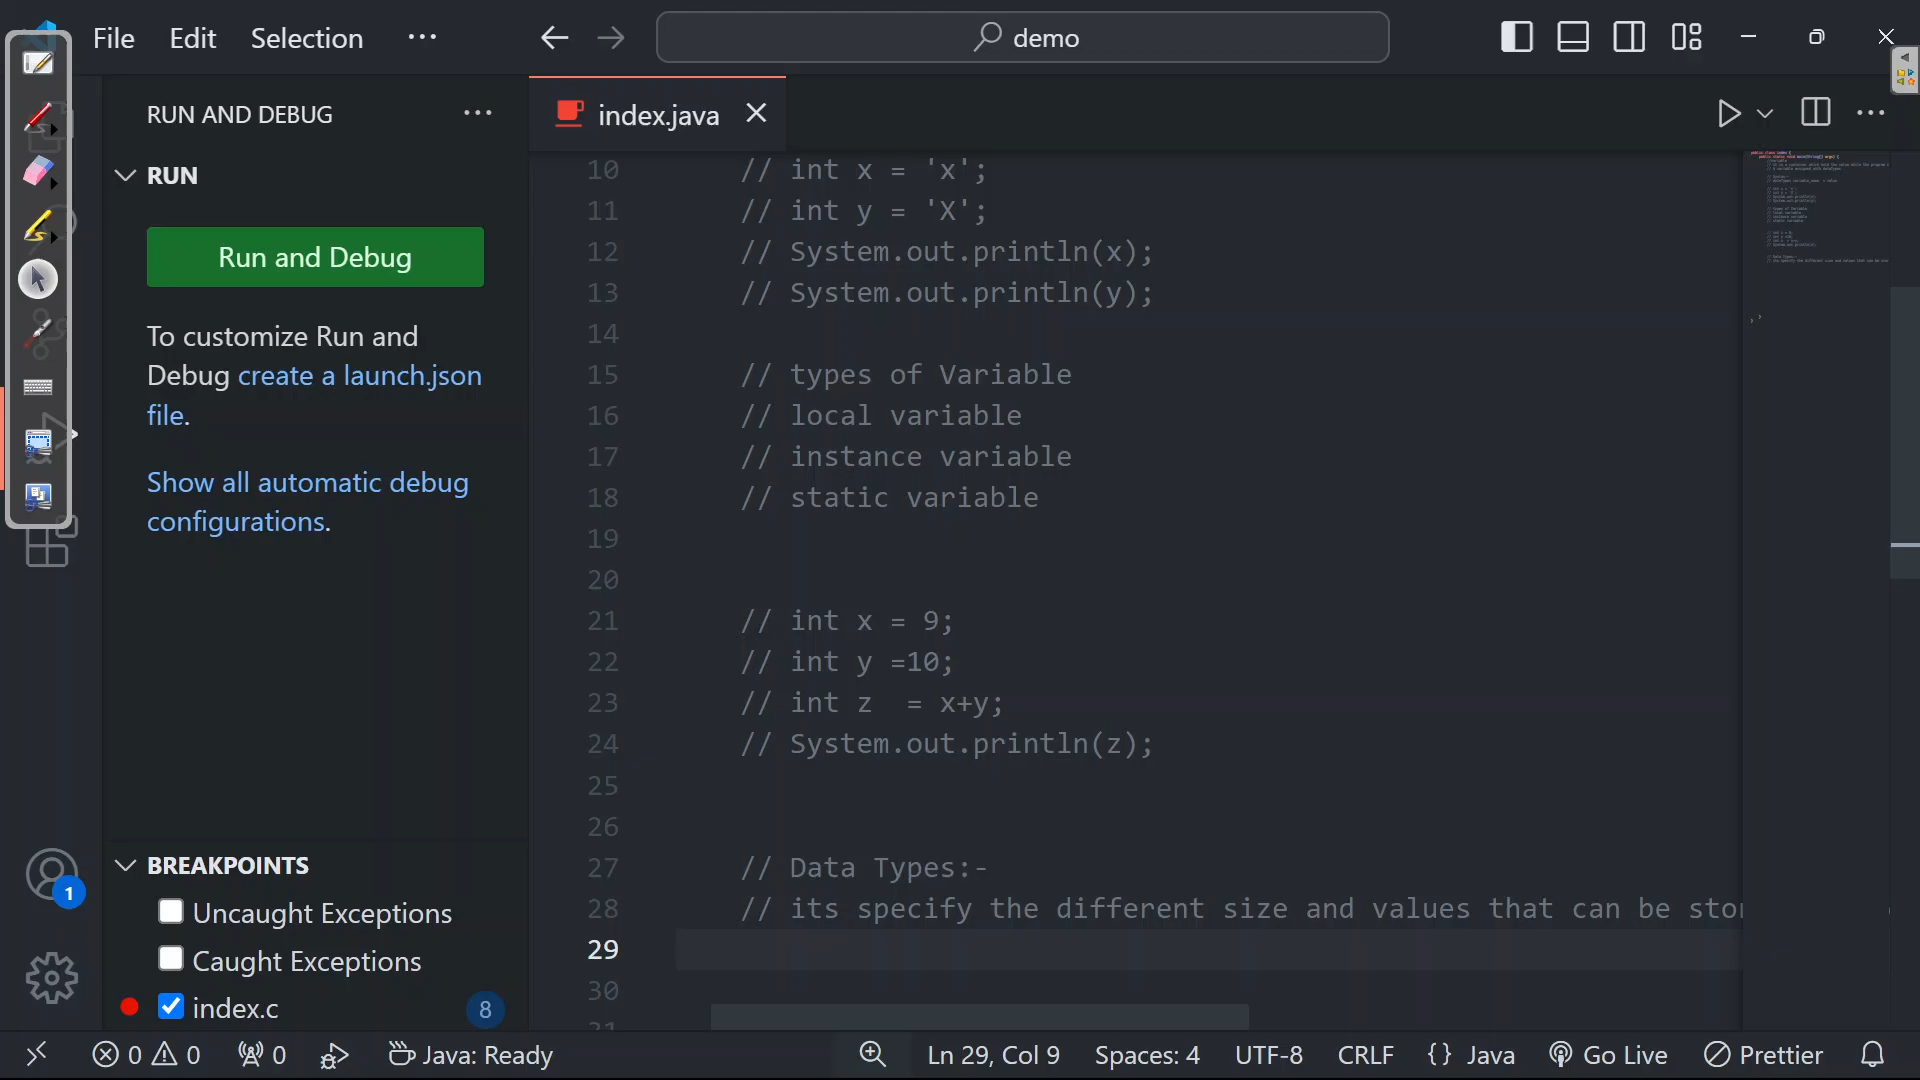 File Edit Selection ···
demo
RUN AND DEBUG ···
index.java
RUN
Run and Debug
To customize Run and
Debug create a launch.json
file.
Show all automatic debug
configurations.
10 // int x = 'x';
11 // int y = 'X';
12 // System.out.println(x);
13 // System.out.println(y);
14
15 // types of Variable
16 // local variable
17 // instance variable
18 // static variable
19
20
21 // int x = 9;
22 // int y =10;
23 // int z  = x+y;
24 // System.out.println(z);
25
26
27 // Data Types:-
28 // its specify the different size and values that can be
29
30
BREAKPOINTS
Uncaught Exceptions
Caught Exceptions
index.c 8
1
0 0 0 Java: Ready Ln 29, Col 9 Spaces: 4 UTF-8 CRLF {} Java Go Live Prettier